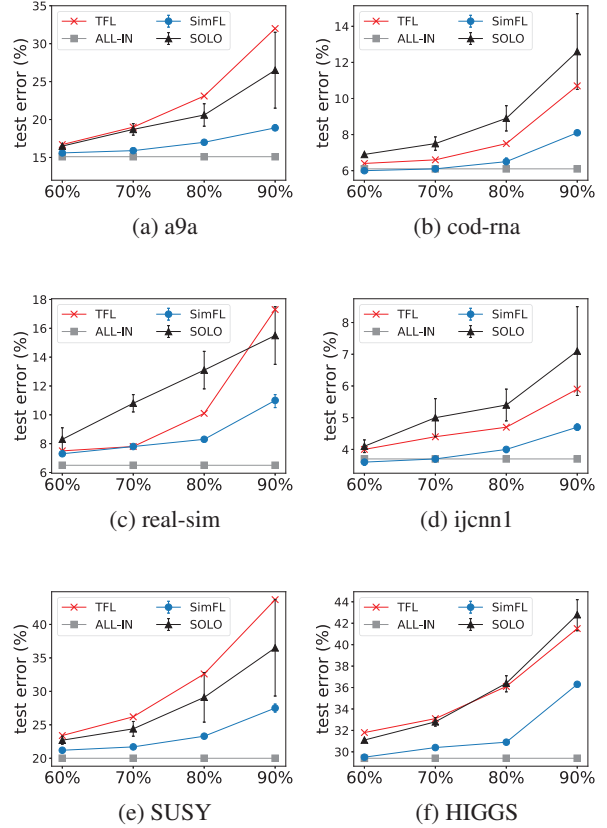 TFL SimFL
ALL-IN SOLO
test error (%)
35
30
25
20
15
60% 70% 80% 90%
(a) a9a
TFL SimFL
ALL-IN SOLO
test error (%)
14
12
10
8
6
60% 70% 80% 90%
(b) cod-rna
TFL SimFL
ALL-IN SOLO
test error (%)
18
16
14
12
10
8
6
60% 70% 80% 90%
(c) real-sim
TFL SimFL
ALL-IN SOLO
test error (%)
8
7
6
5
4
60% 70% 80% 90%
(d) ijcnn1
TFL SimFL
ALL-IN SOLO
test error (%)
40
35
30
25
20
60% 70% 80% 90%
(e) SUSY
TFL SimFL
ALL-IN SOLO
test error (%)
44
42
40
38
36
34
32
30
60% 70% 80% 90%
(f) HIGGS